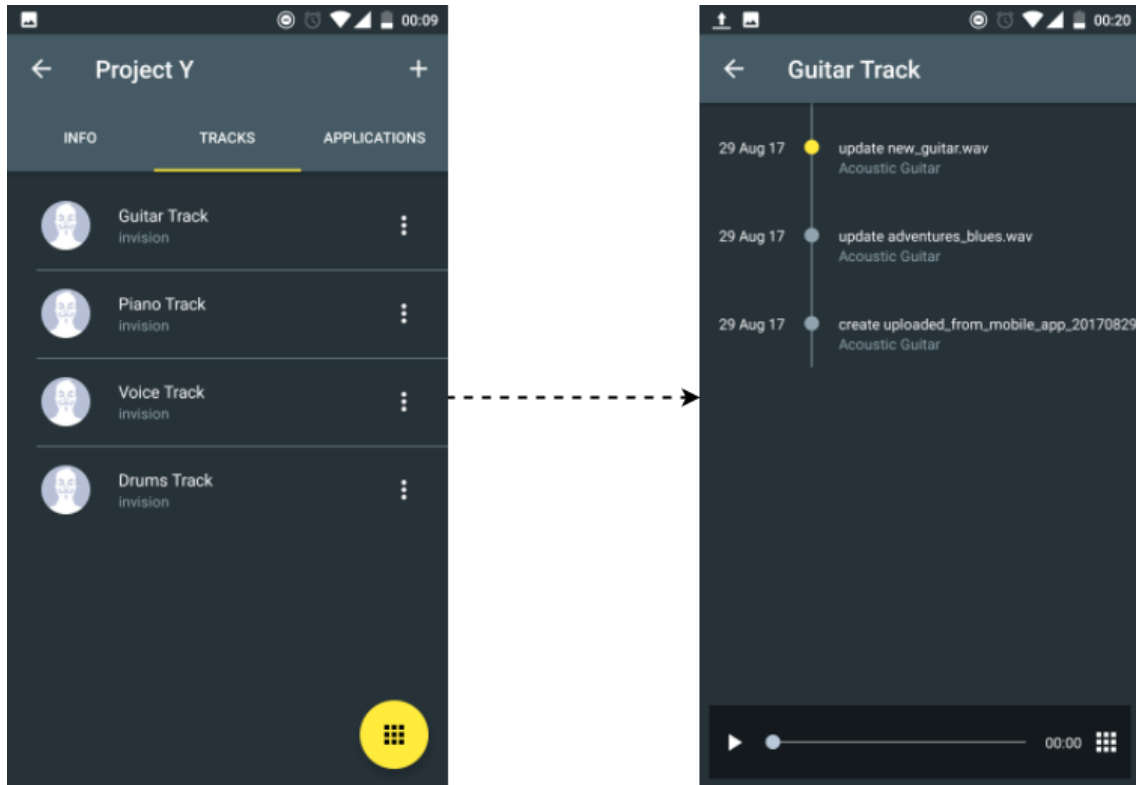 00:09
Project Y
INFO TRACKS APPLICATIONS
Guitar Track
invision
Piano Track
invision
Voice Track
invision
Drums Track
invision
00:20
Guitar Track
29 Aug 17 update new_guitar.wav
Acoustic Guitar
29 Aug 17 update adventures_blues.wav
Acoustic Guitar
29 Aug 17 create uploaded_from_mobile_app_20170829
Acoustic Guitar
00:00